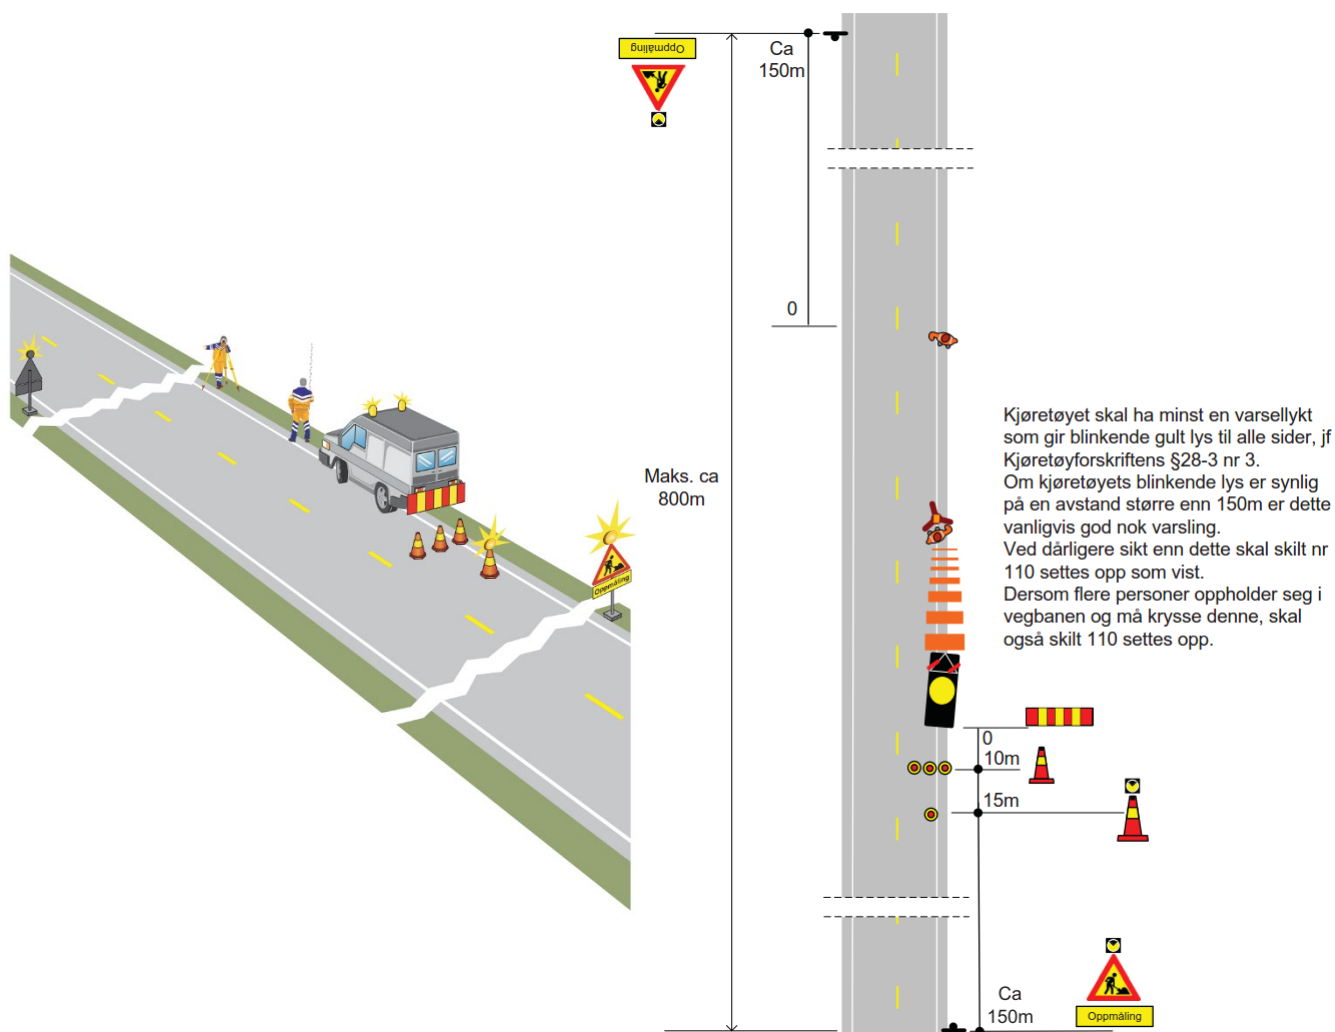 Oppmåling
Ca
150m
0
Maks. ca
800m
Kjøretøyet skal ha minst en varsellykt
som gir blinkende gult lys til alle sider, jf
Kjøretøyforskriftens §28-3 nr 3.
Om kjøretøyets blinkende lys er synlig
på en avstand større enn 150m er dette
vanligvis god nok varsling.
Ved dårligere sikt enn dette skal skilt nr
110 settes opp som vist.
Dersom flere personer oppholder seg i
vegbanen og må krysse denne, skal
også skilt 110 settes opp.
Oppmåling
0
10m
15m
Ca
150m
Oppmåling